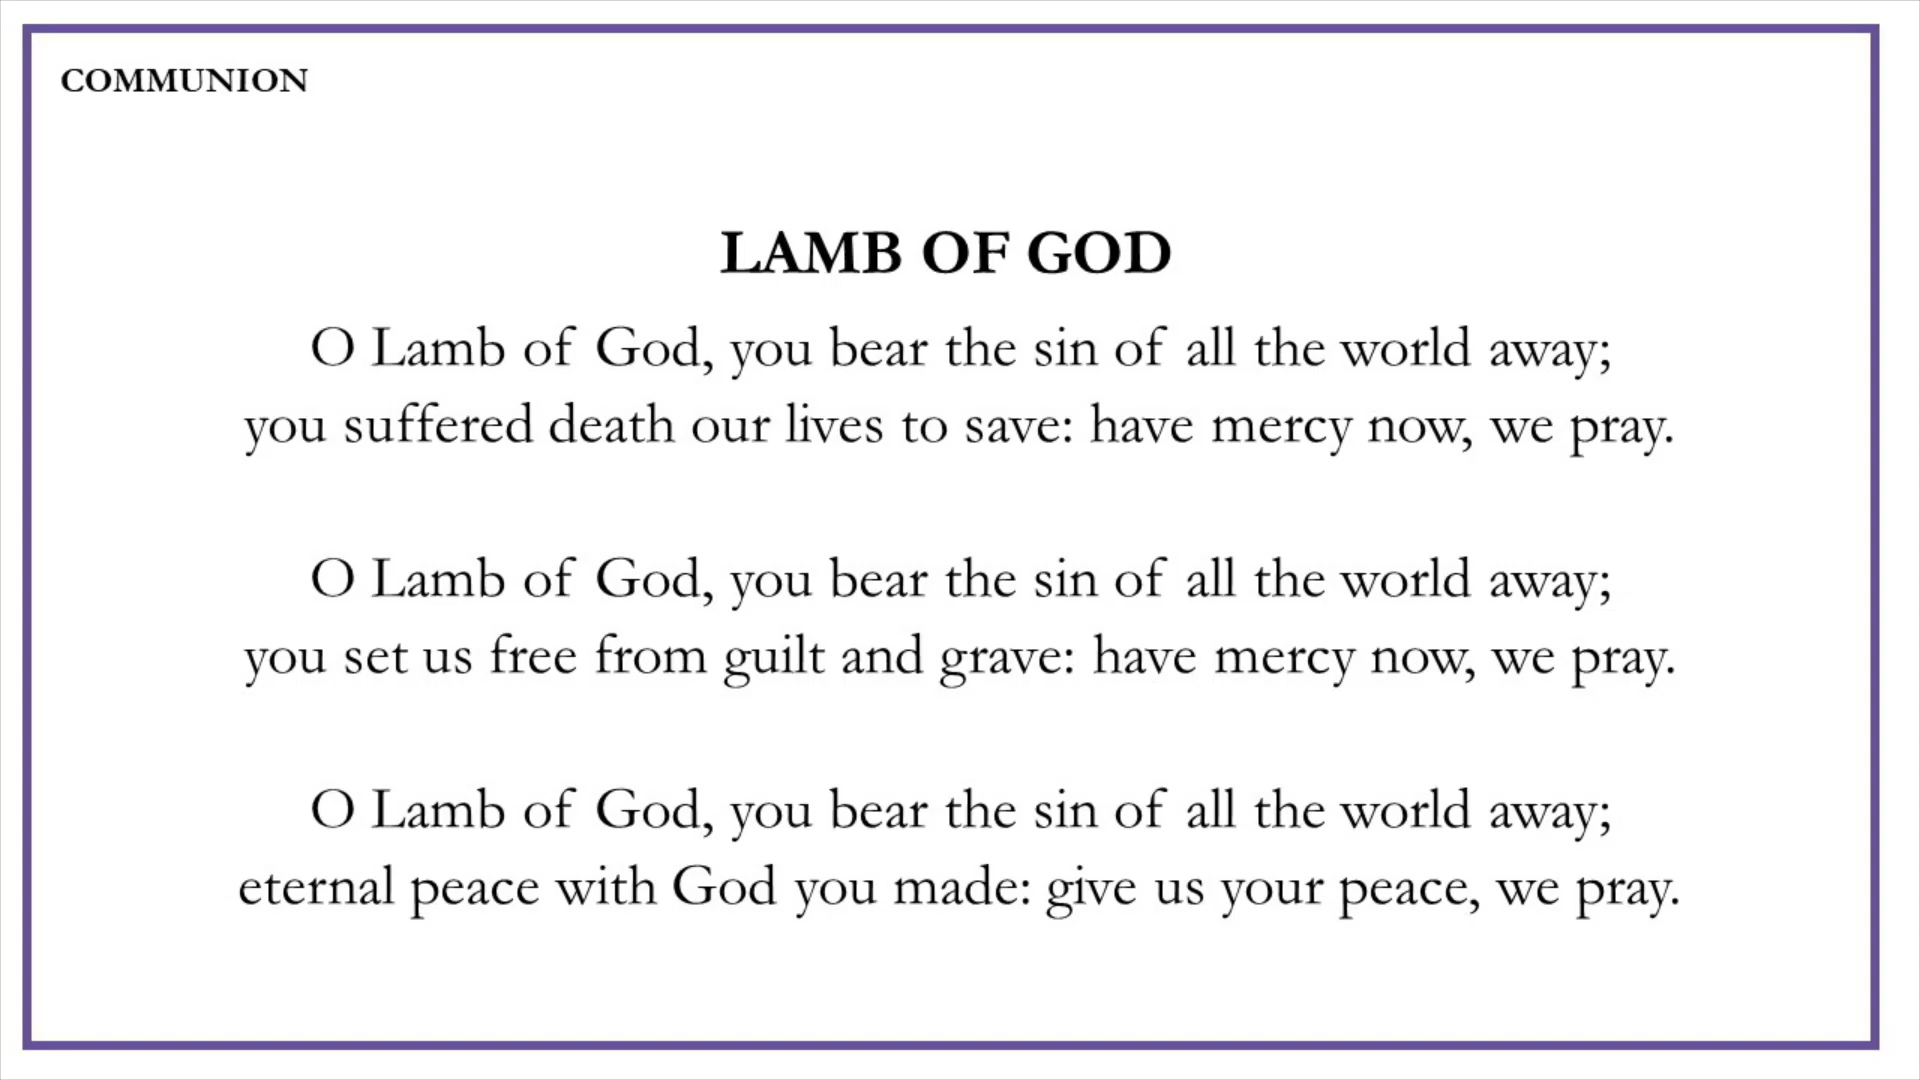 COMMUNION
LAMB OF GOD
O Lamb of God, you bear the sin of all the world away;
you suffered death our lives to save: have mercy now, we pray.
O Lamb of God, you bear the sin of all the world away;
you set us free from guilt and grave: have mercy now, we pray.
O Lamb of God, you bear the sin of all the world away;
eternal peace with God you made: give us your peace, we pray.